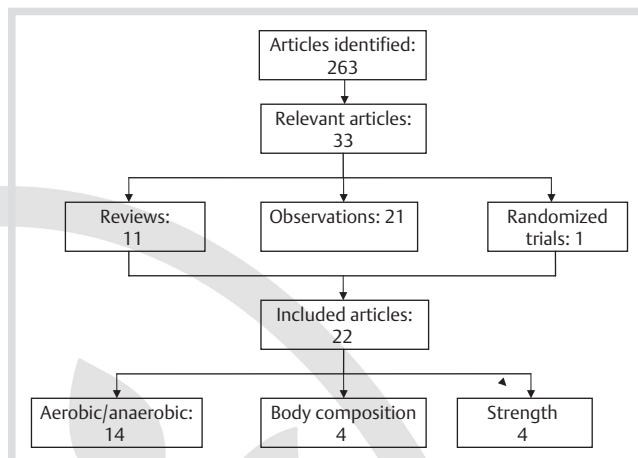 Articles identified:
263
Relevant articles:
33
Reviews:
11
Observations: 21
Randomized
trials: 1
Included articles:
22
Aerobic/anaerobic:
14
Body composition
4
Strength
4